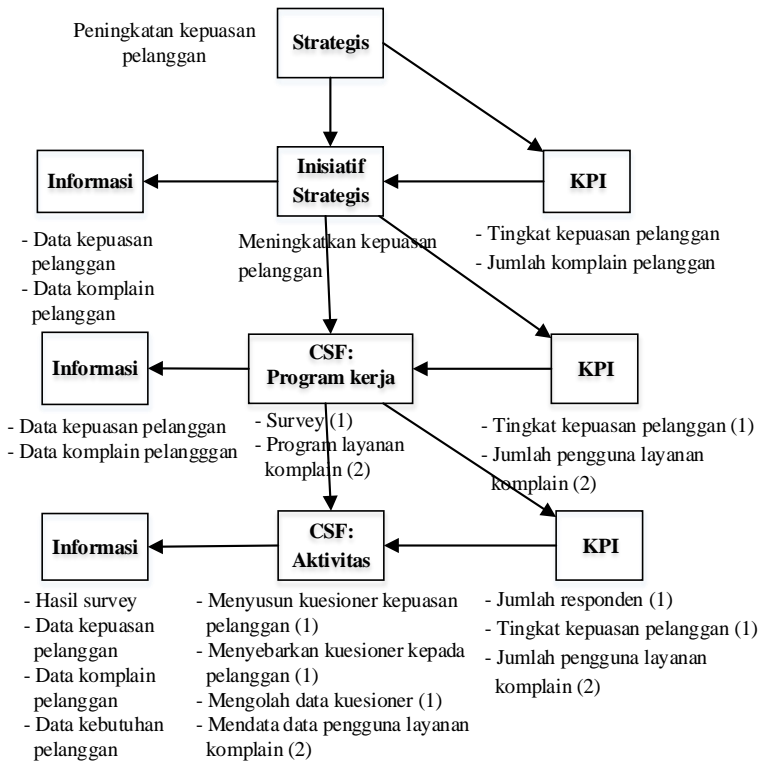 Peningkatan kepuasan
pelanggan
Strategis
Informasi
Inisiatif
Strategis
KPI
- Data kepuasan
pelanggan
- Data komplain
pelanggan
Meningkatkan kepuasan
pelanggan
- Tingkat kepuasan pelanggan
- Jumlah komplain pelanggan
Informasi
CSF:
Program kerja
KPI
- Data kepuasan pelanggan
- Data komplain pelangggan
- Survey (1)
- Program layanan
komplain (2)
- Tingkat kepuasan pelanggan (1)
- Jumlah pengguna layanan
komplain (2)
Informasi
CSF:
Aktivitas
KPI
- Hasil survey
- Data kepuasan
pelanggan
- Data komplain
pelanggan
- Data kebutuhan
pelanggan
- Menyusun kuesioner kepuasan
pelanggan (1)
- Menyebarkan kuesioner kepada
pelanggan (1)
- Mengolah data kuesioner (1)
- Mendata data pengguna layanan
komplain (2)
- Jumlah responden (1)
- Tingkat kepuasan pelanggan (1)
- Jumlah pengguna layanan
komplain (2)